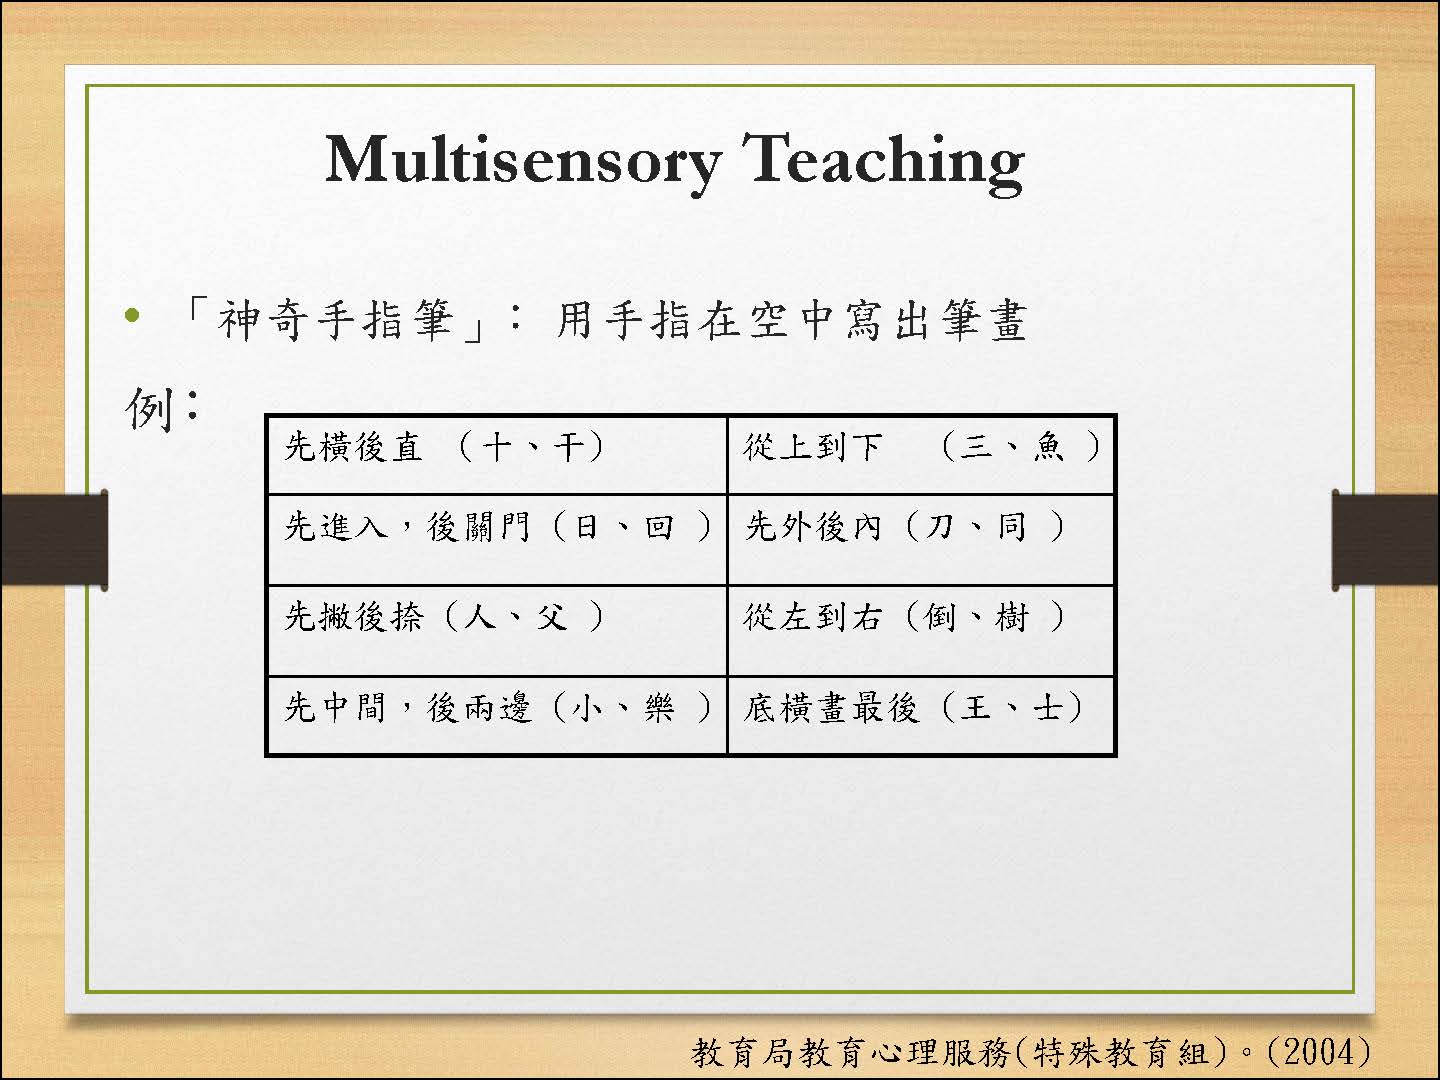 Multisensory Teaching
• 「神奇手指筆」：用手指在空中寫出筆畫
例：
先橫後直 （十、干） 從上到下 （三、魚 ）
先進入，後關門（日、回 ） 先外後內（刀、同 ）
先撇後捺（人、父 ） 從左到右（倒、樹 ）
先中間，後兩邊（小、樂 ） 底橫畫最後（王、士）
教育局教育心理服務(特殊教育組)。(2004)